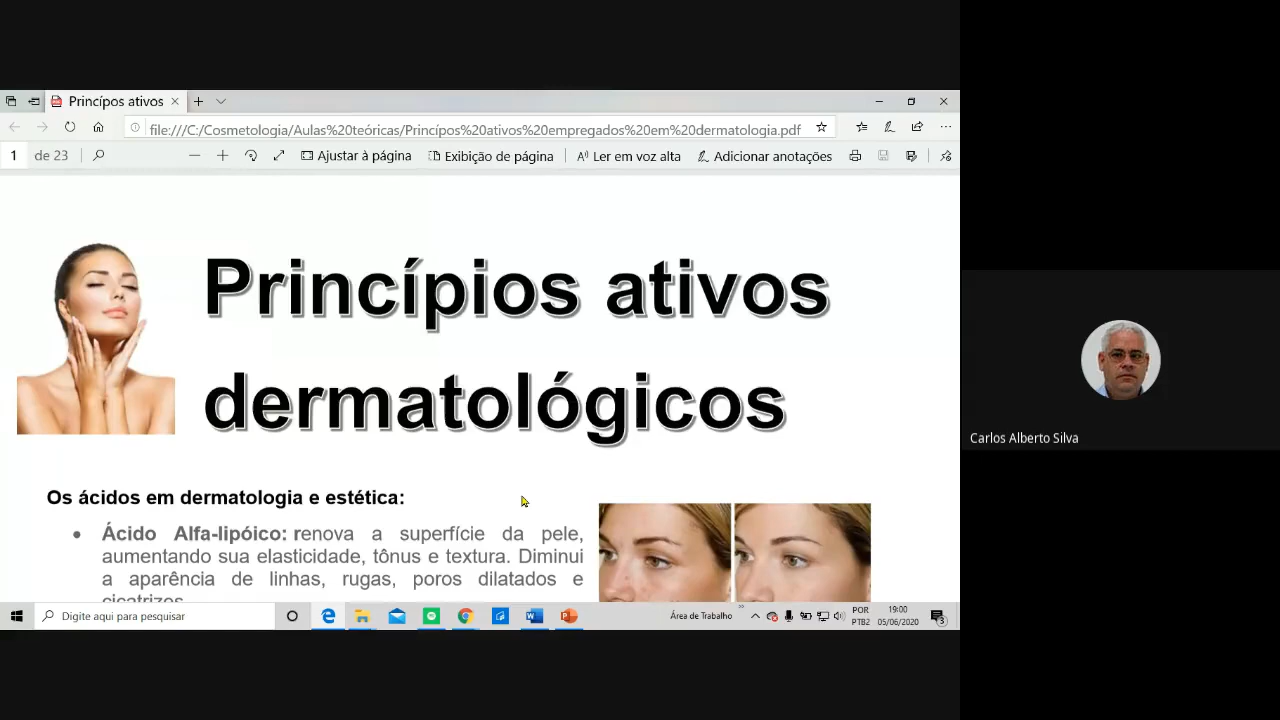 Princípos ativos
file:///C:/Cosmetologia/Aulas%20teóricas/Princípos%20ativos%20empregados%20em%20dermatologia.pdf
1 de 23 Ajustar à página Exibição de página Ler em voz alta Adicionar anotações
Princípios ativos
dermatológicos
Os ácidos em dermatologia e estética:
• Ácido Alfa-lipóico: renova a superfície da pele,
aumentando sua elasticidade, tônus e textura. Diminui
a aparência de linhas, rugas, poros dilatados e
cicatrizes
Carlos Alberto Silva
Digite aqui para pesquisar
Área de Trabalho
POR
PTB2
19:00
05/06/2020
3